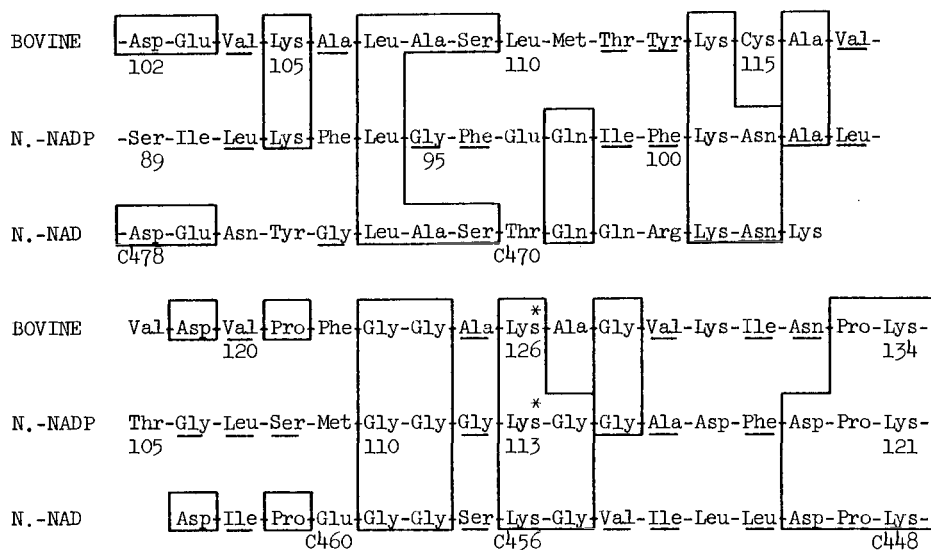 BOVINE -Asp-Glu-Val-Lys-Ala-Leu-Ala-Ser-Leu-Met-Thr-Tyr-Lys-Cys-Ala-Val-
102 105 110 115
N.-NADP -Ser-Ile-Leu-Lys-Phe-Leu-Gly-Phe-Glu-Gln-Ile-Phe-Lys-Asn-Ala-Leu-
89 95 100
N.-NAD -Asp-Glu-Asn-Tyr-Gly-Leu-Ala-Ser-Thr-Gln-Gln-Arg-Lys-Asn-Lys
C478 C470
BOVINE Val-Asp-Val-Pro-Phe-Gly-Gly-Ala-Lys*-Ala-Gly-Val-Lys-Ile-Asn-Pro-Lys-
120 126 134
N.-NADP Thr-Gly-Leu-Ser-Met-Gly-Gly-Gly-Lys*-Gly-Gly-Ala-Asp-Phe-Asp-Pro-Lys-
105 110 113 121
N.-NAD Asp-Ile-Pro-Glu-Gly-Gly-Ser-Lys-Gly-Val-Ile-Leu-Leu-Asp-Pro-Lys-
C460 C456 C448